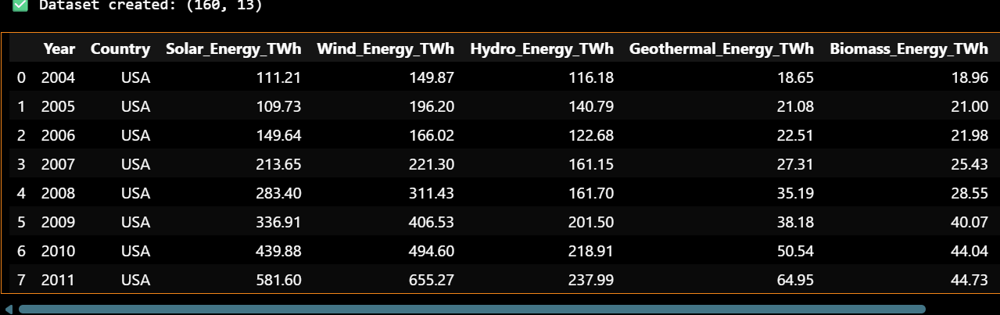 ✅ Dataset created: (160, 13)
Year Country Solar_Energy_TWh Wind_Energy_TWh Hydro_Energy_TWh Geothermal_Energy_TWh Biomass_Energy_TWh
0 2004 USA 111.21 149.87 116.18 18.65 18.96
1 2005 USA 109.73 196.20 140.79 21.08 21.00
2 2006 USA 149.64 166.02 122.68 22.51 21.98
3 2007 USA 213.65 221.30 161.15 27.31 25.43
4 2008 USA 283.40 311.43 161.70 35.19 28.55
5 2009 USA 336.91 406.53 201.50 38.18 40.07
6 2010 USA 439.88 494.60 218.91 50.54 44.04
7 2011 USA 581.60 655.27 237.99 64.95 44.73